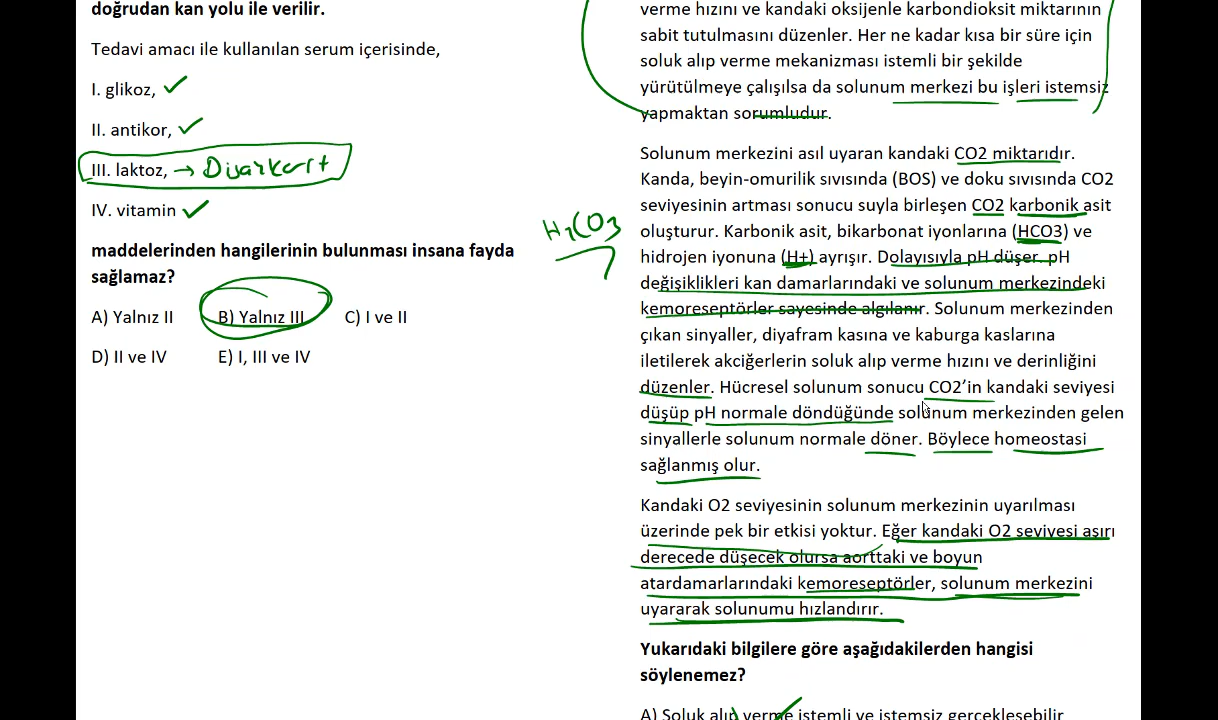 doğrudan kan yolu ile verilir.
Tedavi amacı ile kullanılan serum içerisinde,
I. glikoz,
II. antikor,
III. laktoz, → Disarkarit
IV. vitamin
maddelerinden hangilerinin bulunması insana fayda
sağlamaz?
A) Yalnız II B) Yalnız III C) I ve II
D) II ve IV E) I, III ve IV
H2CO3
verme hızını ve kandaki oksijenle karbondioksit miktarının
sabit tutulmasını düzenler. Her ne kadar kısa bir süre için
soluk alıp verme mekanizması istemli bir şekilde
yürütülmeye çalışılsa da solunum merkezi bu işleri istemsiz
yapmaktan sorumludur.
Solunum merkezini asıl uyaran kandaki CO2 miktarıdır.
Kanda, beyin-omurilik sıvısında (BOS) ve doku sıvısında CO2
seviyesinin artması sonucu suyla birleşen CO2 karbonik asit
oluşturur. Karbonik asit, bikarbonat iyonlarına (HCO3) ve
hidrojen iyonuna (H+) ayrışır. Dolayısıyla pH düşer. pH
değişiklikleri kan damarlarındaki ve solunum merkezindeki
kemoreseptörler sayesinde algılanır. Solunum merkezinden
çıkan sinyaller, diyafram kasına ve kaburga kaslarına
iletilerek akciğerlerin soluk alıp verme hızını ve derinliğini
düzenler. Hücresel solunum sonucu CO2’in kandaki seviyesi
düşüp pH normale döndüğünde solunum merkezinden gelen
sinyallerle solunum normale döner. Böylece homeostasi
sağlanmış olur.
Kandaki O2 seviyesinin solunum merkezinin uyarılması
üzerinde pek bir etkisi yoktur. Eğer kandaki O2 seviyesi aşırı
derecede düşecek olursa aorttaki ve boyun
atardamarlarındaki kemoreseptörler, solunum merkezini
uyararak solunumu hızlandırır.
Yukarıdaki bilgilere göre aşağıdakilerden hangisi
söylenemez?
A) Soluk alıp verme istemli ve istemsiz gerçekleşebilir